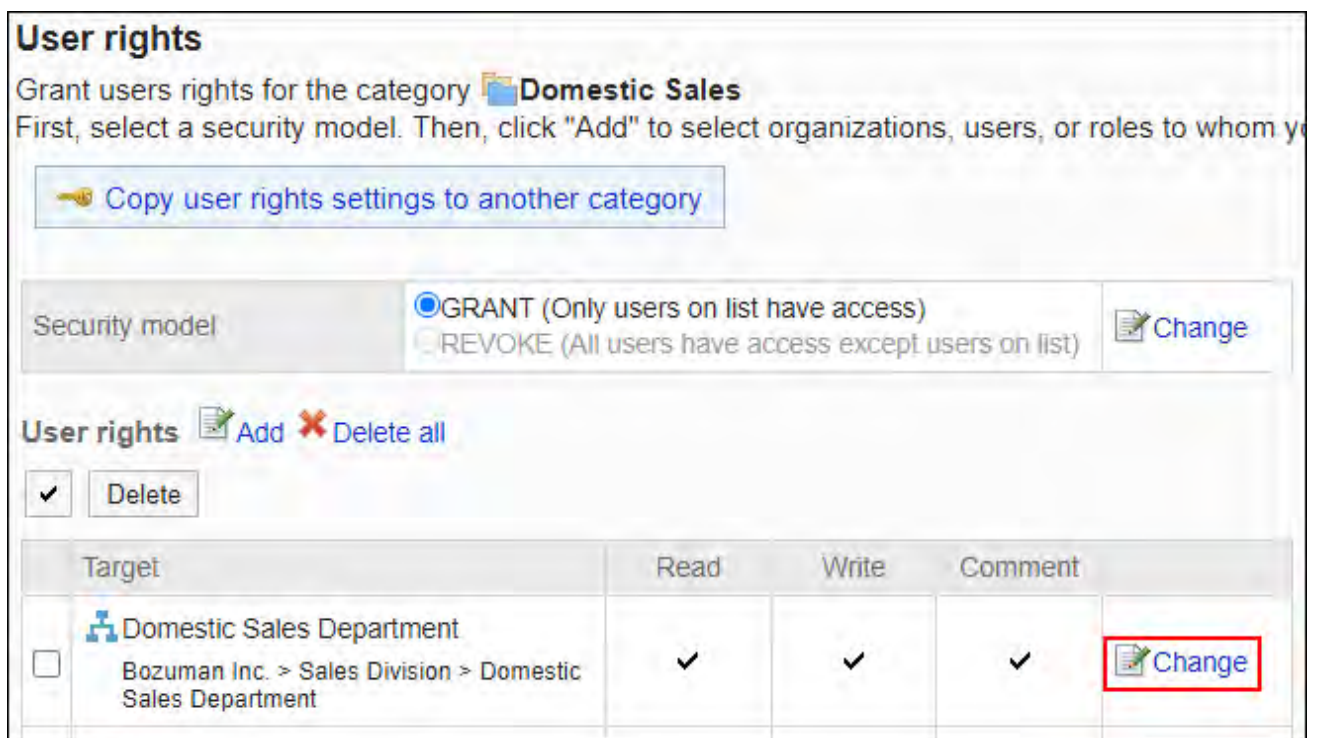 User rights
Grant users rights for the category Domestic Sales
First, select a security model. Then, click "Add" to select organizations, users, or roles to whom
Copy user rights settings to another category
Security model
GRANT (Only users on list have access)
REVOKE (All users have access except users on list)
Change
User rights Add Delete all
Delete
Target Read Write Comment
Domestic Sales Department
Bozuman Inc. > Sales Division > Domestic
Sales Department
Change